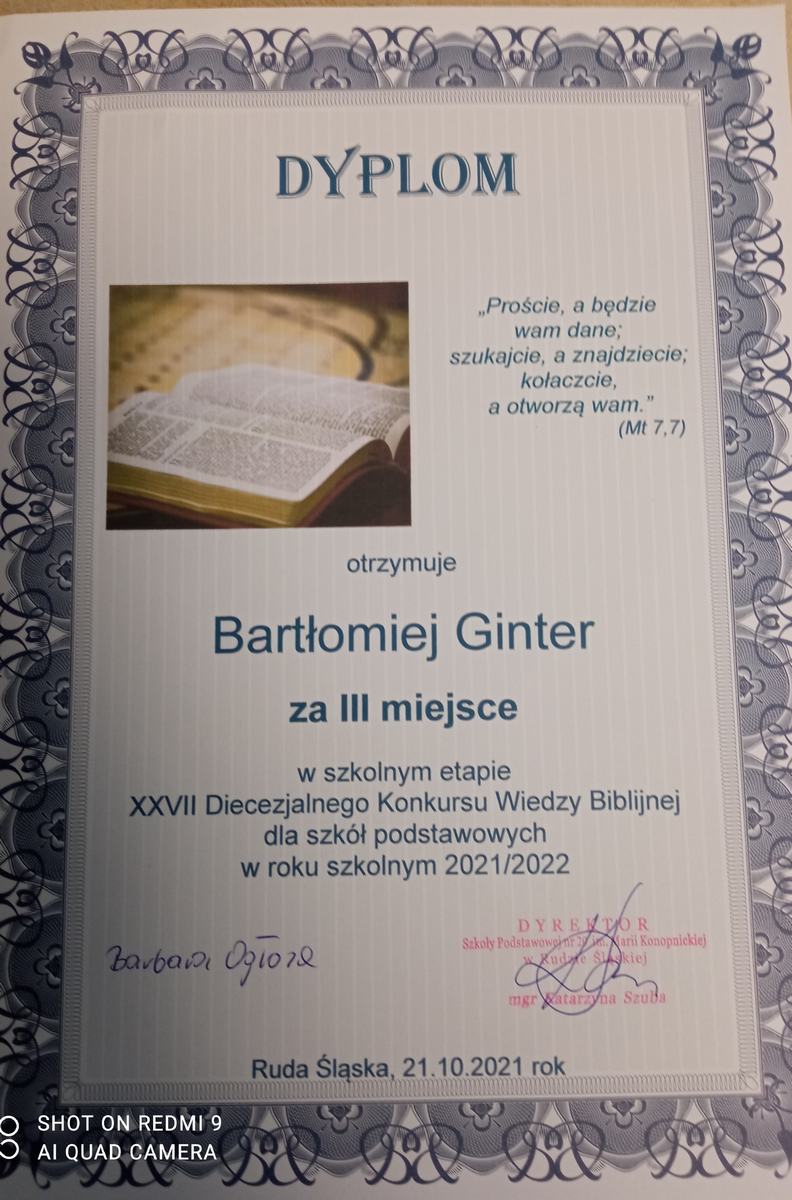 DYPLOM
„Proście, a będzie
wam dane;
szukajcie, a znajdziecie;
kołaczcie,
a otworzą wam.”
(Mt 7,7)
otrzymuje
Bartłomiej Ginter
za III miejsce
w szkolnym etapie
XXVII Diecezjalnego Konkursu Wiedzy Biblijnej
dla szkół podstawowych
w roku szkolnym 2021/2022
Barbara
DYREKTOR
Szkoły Podstawowej nr im. Marii Konopnickiej
w Rudzie Śląskiej
mgr Katarzyna Szuba
Ruda Śląska, 21.10.2021 rok
SHOT ON REDMI 9
AI QUAD CAMERA